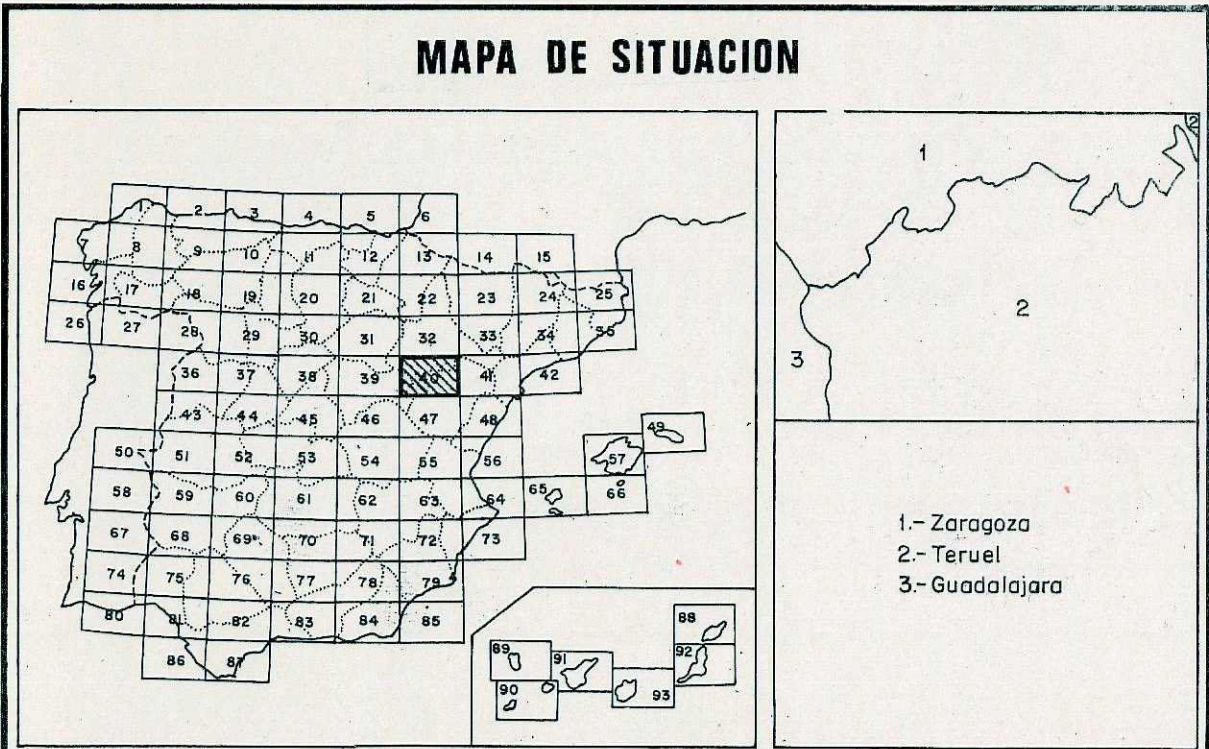 MAPA DE SITUACION
1 2 3 4 5 6
8 9 10 11 12 13 14 15
16 17 18 19 20 21 22 23 24 25
26 27 28 29 30 31 32 33 34 35
36 37 38 39 40 41 42
43 44 45 46 47 48
49
50 51 52 53 54 55 56 57
58 59 60 61 62 63 64 65 66
67 68 69 70 71 72 73
74 75 76 77 78 79
80 81 82 83 84 85
86 87
88
89 91 92
90 93
1
2
2
3
1.- Zaragoza
2.- Teruel
3.- Guadalajara